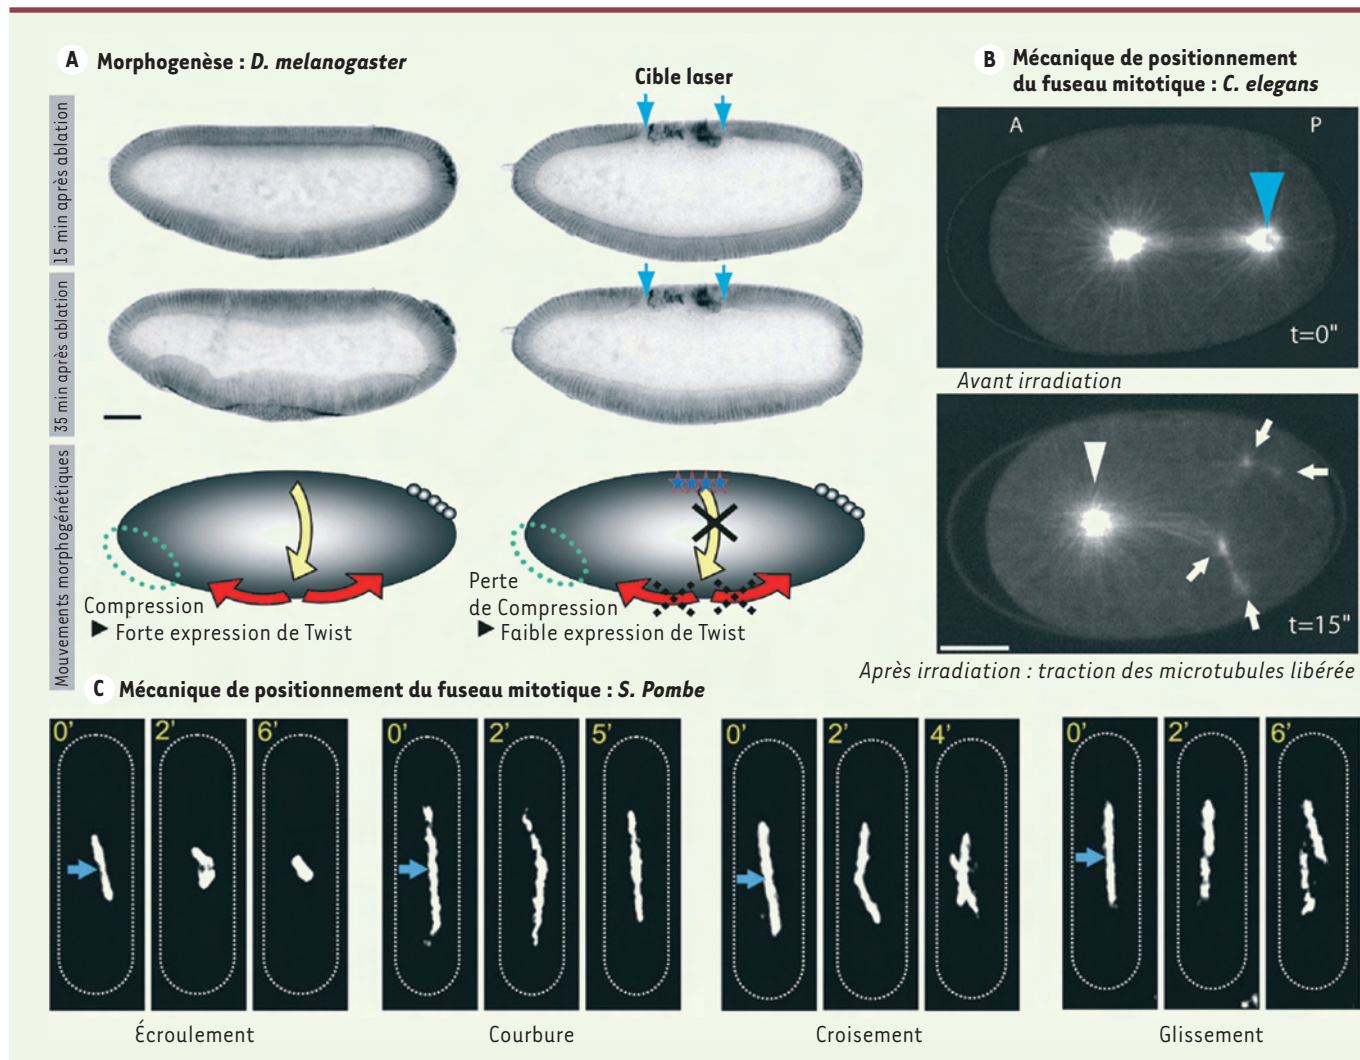 A Morphogenèse : D. melanogaster
Cible laser
15 min après ablation
35 min après ablation
Mouvements morphogénétiques
Compression
► Forte expression de Twist
Perte
de Compression
► Faible expression de Twist
B Mécanique de positionnement
du fuseau mitotique : C. elegans
A P
t=0"
Avant irradiation
t=15"
Après irradiation : traction des microtubules libérée
C Mécanique de positionnement du fuseau mitotique : S. Pombe
0’ 2’ 6’
Écroulement
0’ 2’ 5’
Courbure
0’ 2’ 4’
Croisement
0’ 2’ 6’
Glissement